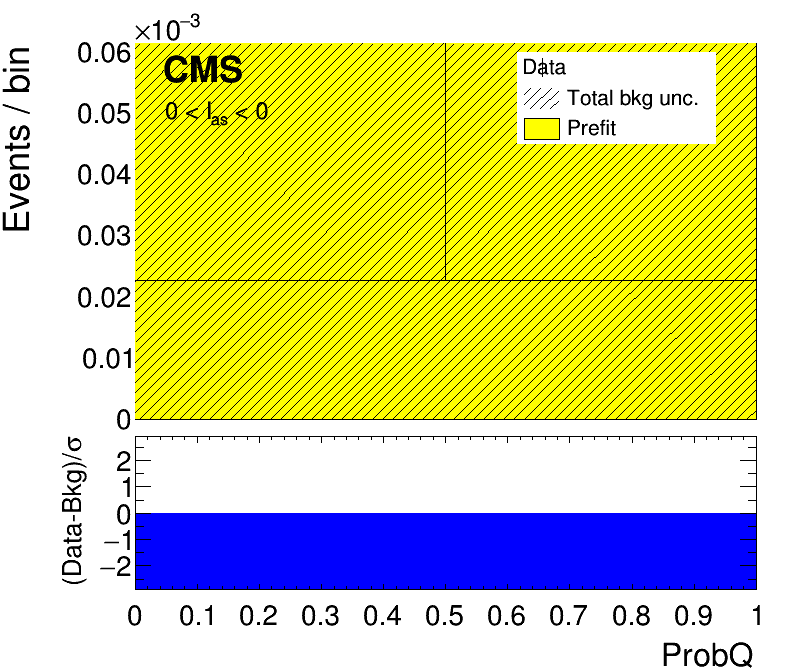 ×10⁻³
Events / bin
0.06
0.05
0.04
0.03
0.02
0.01
0
CMS
0 < Ias < 0
Data
Total bkg unc.
Prefit
(Data-Bkg)/σ
2
1
0
−1
−2
0 0.1 0.2 0.3 0.4 0.5 0.6 0.7 0.8 0.9 1
ProbQ